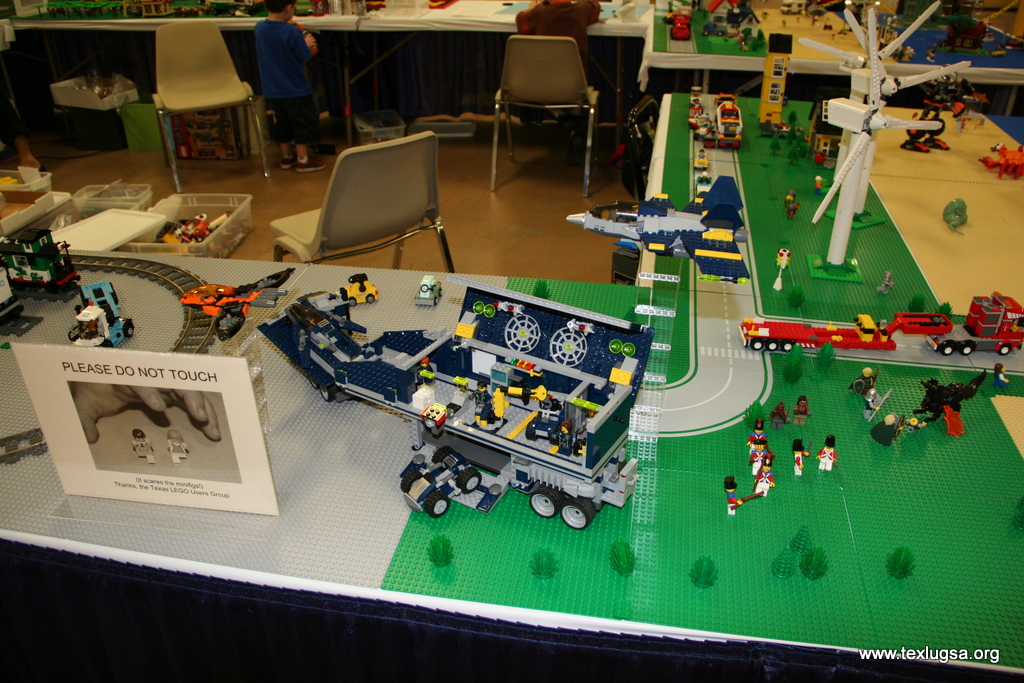 PLEASE DO NOT TOUCH
(It scares the minifigs!)
Thanks, the Texas LEGO Users Group
www.texlugsa.org